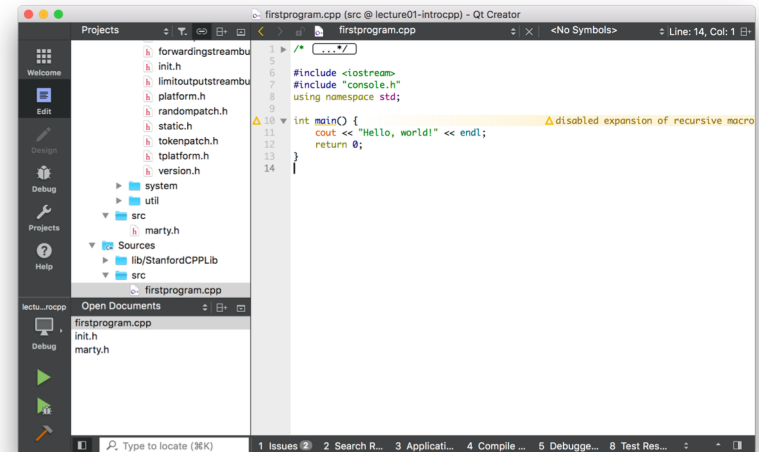 firstprogram.cpp (src @ lecture01-introcpp) - Qt Creator
Projects
firstprogram.cpp
<No Symbols>
Line: 14, Col: 1
Welcome
Edit
Design
Debug
Projects
Help
lectu...rocpp
Debug
h forwardingstreambu
h init.h
h limitoutputstreambu
h platform.h
h randompatch.h
h static.h
h tokenpatch.h
h tplatform.h
h version.h
system
util
src
h marty.h
Sources
lib/StanfordCPPLib
src
firstprogram.cpp
Open Documents
firstprogram.cpp
init.h
marty.h
1 /* ...*/
5
6 #include <iostream>
7 #include "console.h"
8 using namespace std;
9
10 int main() { disabled expansion of recursive macro
11 cout << "Hello, world!" << endl;
12 return 0;
13 }
14
Type to locate (⌘K)
1 Issues 2 2 Search R... 3 Applicati... 4 Compile ... 5 Debugge... 8 Test Res...